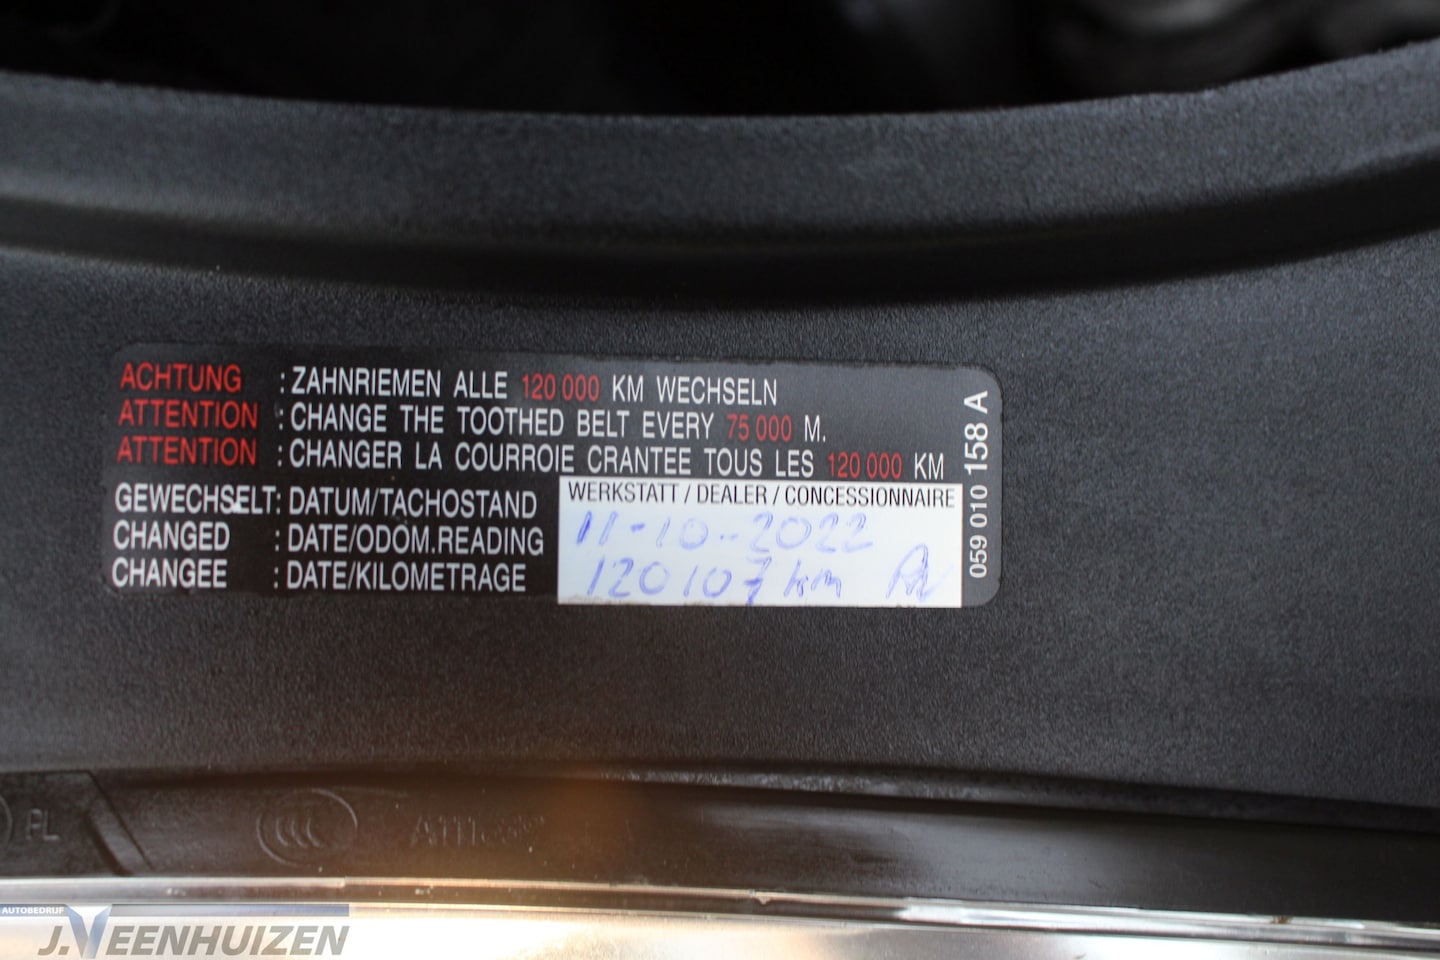 ACHTUNG : ZAHNRIEMEN ALLE 120 000 KM WECHSELN
ATTENTION : CHANGE THE TOOTHED BELT EVERY 75 000 M.
ATTENTION : CHANGER LA COURROIE CRANTEE TOUS LES 120 000 KM
GEWECHSELT: DATUM/TACHOSTAND
CHANGED : DATE/ODOM.READING
CHANGEE : DATE/KILOMETRAGE
WERKSTATT / DEALER / CONCESSIONNAIRE
11-10-2022
120107 km
059 010 158 A
PL
AUTOBEDRIJF
J.VEENHUIZEN